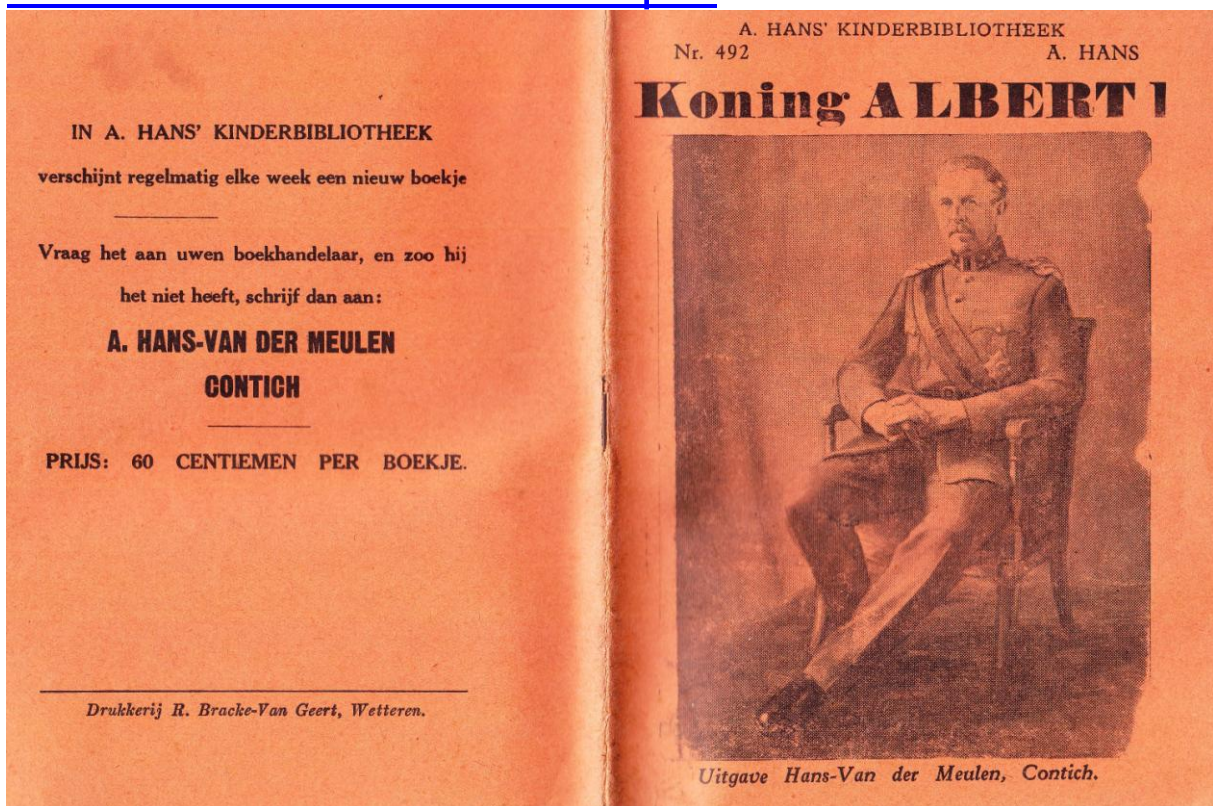 IN A. HANS' KINDERBIBLIOTHEEK
verschijnt regelmatig elke week een nieuw boekje
Vraag het aan uwen boekhandelaar, en zoo hij
het niet heeft, schrijf dan aan:
A. HANS-VAN DER MEULEN
CONTICH
PRIJS: 60 CENTIEMEN PER BOEKJE.
Drukkerij R. Bracke-Van Geert, Wetteren.
A. HANS' KINDERBIBLIOTHEEK
Nr. 492 A. HANS
Koning ALBERT I
Uitgave Hans-Van der Meulen, Contich.